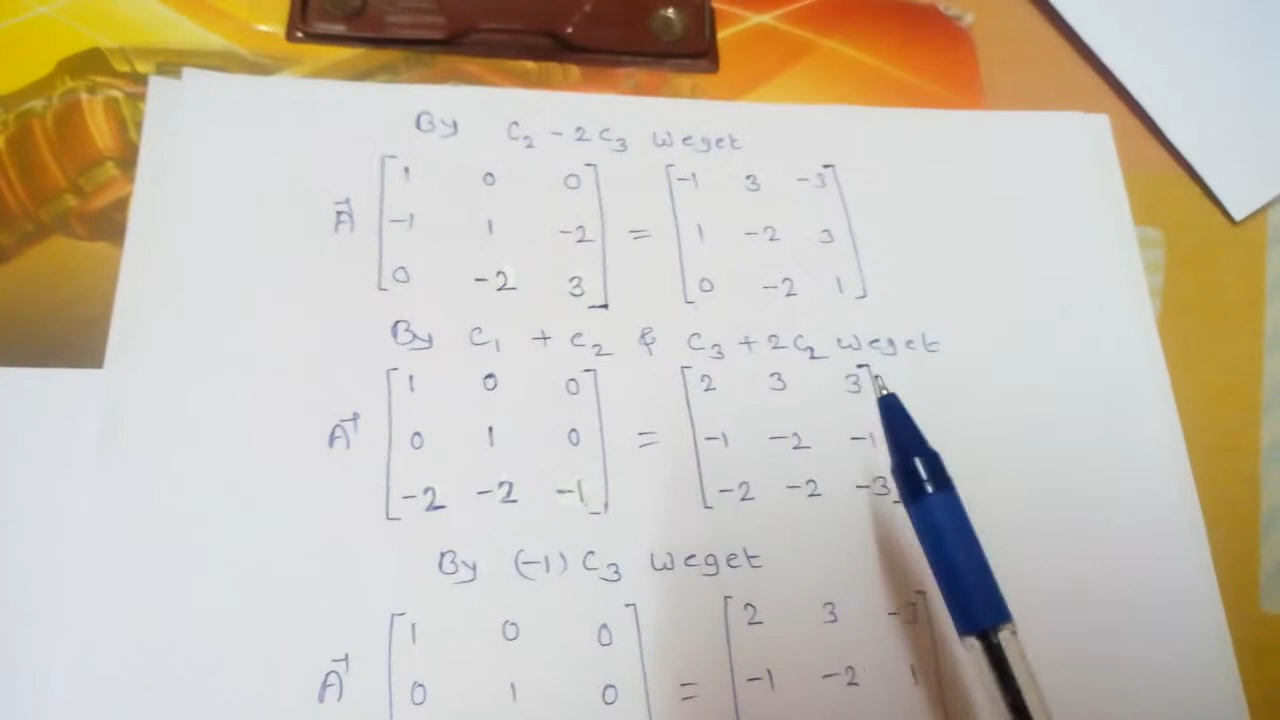 By C₂ - 2C₃ we get
A⁻¹ [1 0 0; -1 1 -2; 0 -2 3] = [-1 3 -3; 1 -2 3; 0 -2 1]
By C₁ + C₂ & C₃ + 2C₂ we get
A⁻¹ [1 0 0; 0 1 0; -2 -2 -1] = [2 3 3; -1 -2 -1; -2 -2 -3]
By (-1) C₃ we get
A⁻¹ [1 0 0; 0 1 0 = [2 3 -3; -1 -2 1